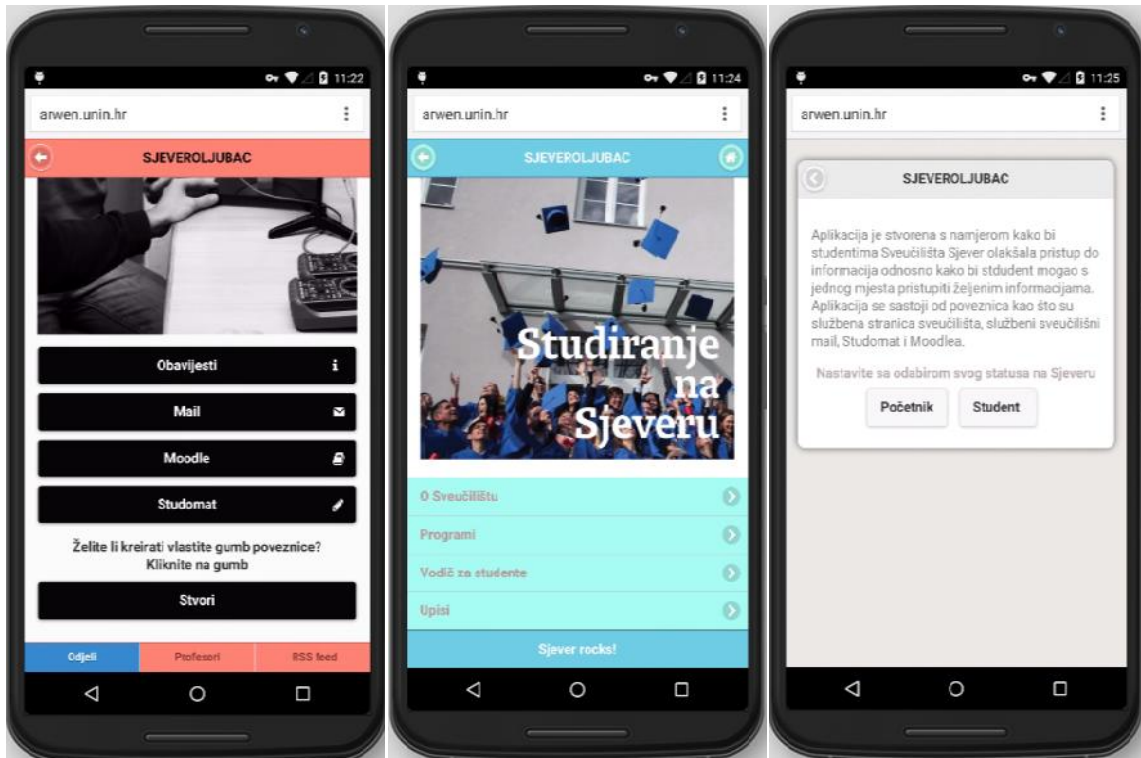 11:22
arwen.unin.hr
SJEVEROLJUBAC
Obavijesti
Mail
Moodle
Studomat
Želite li kreirati vlastite gumb poveznice?
Kliknite na gumb
Stvori
Odjeli
Profesori
RSS feed
11:24
arwen.unin.hr
SJEVEROLJUBAC
Studiranje
na
Sjeveru
O Sveučilištu
Programi
Vodič za studente
Upisi
Sjever rocks!
11:25
arwen.unin.hr
SJEVEROLJUBAC
Aplikacija je stvorena s namjerom kako bi
studentima Sveučilišta Sjever olakšala pristup do
informacija odnosno kako bi stdudent mogao s
jednog mjesta pristupiti željenim informacijama.
Aplikacija se sastoji od poveznica kao što su
službena stranica sveučilišta, službeni sveučilišni
mail, Studomat i Moodlea.
Nastavite sa odabirom svog statusa na Sjeveru
Početnik
Student